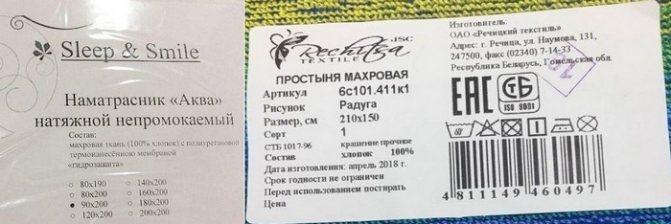 Sleep & Smile
Наматрасник «Аква»
натяжной непромокаемый
Состав:
махровая ткань (100% хлопок) с полиуретановой
термонанесённою мембраной
«гидрозащита»
80x190
140x200
80x200
160x200
90x200
180x200
120x200
200x200
JSC
Rechitsa
TEXTILE
Изготовитель:
ОАО «Речицкий текстиль»
Адрес: г. Речица, ул. Наумова, 131,
247500, факс (02340) 7-14-33
Республика Беларусь, Гомельская обл.
ПРОСТЫНЯ МАХРОВАЯ
Артикул 6с101.411к1
Рисунок Радуга
Размер, см 210x150
Сорт 1
СТБ 1017-96 крашение прочное
Состав хлопок 100%
Дата изготовления: апрель 2018 г.
Срок годности не ограничен
Перед использованием постирать
Цена
EAC
СТБ
ISO 9001
4 811149 460497